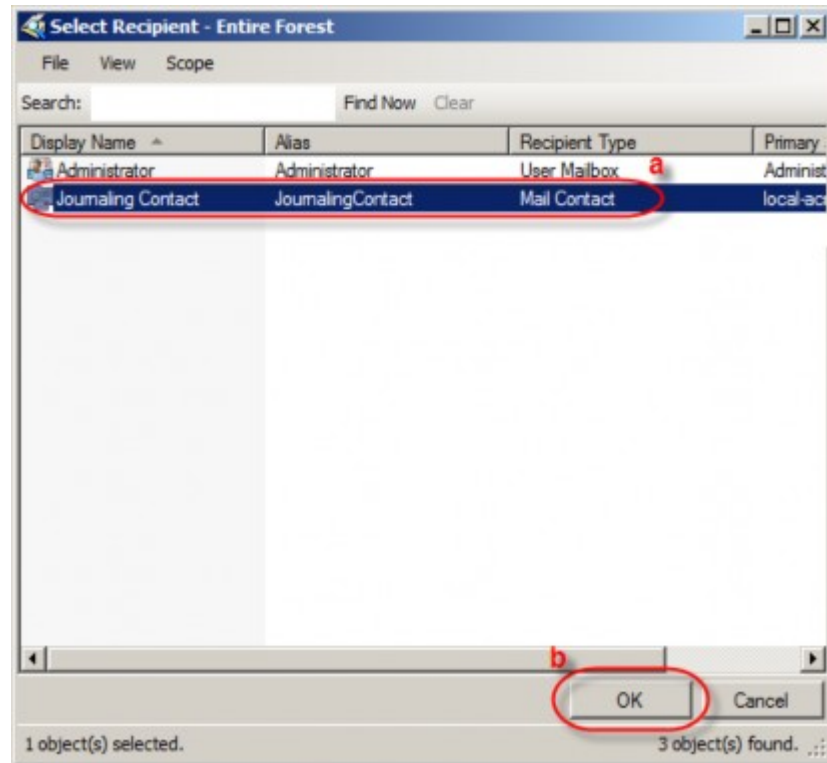 Select Recipient - Entire Forest
File View Scope
Search: Find Now Clear
Display Name Alias Recipient Type Primary
Administrator Administrator User Mailbox a Administ
Journaling Contact JournalingContact Mail Contact local-acr
b
OK Cancel
1 object(s) selected. 3 object(s) found.